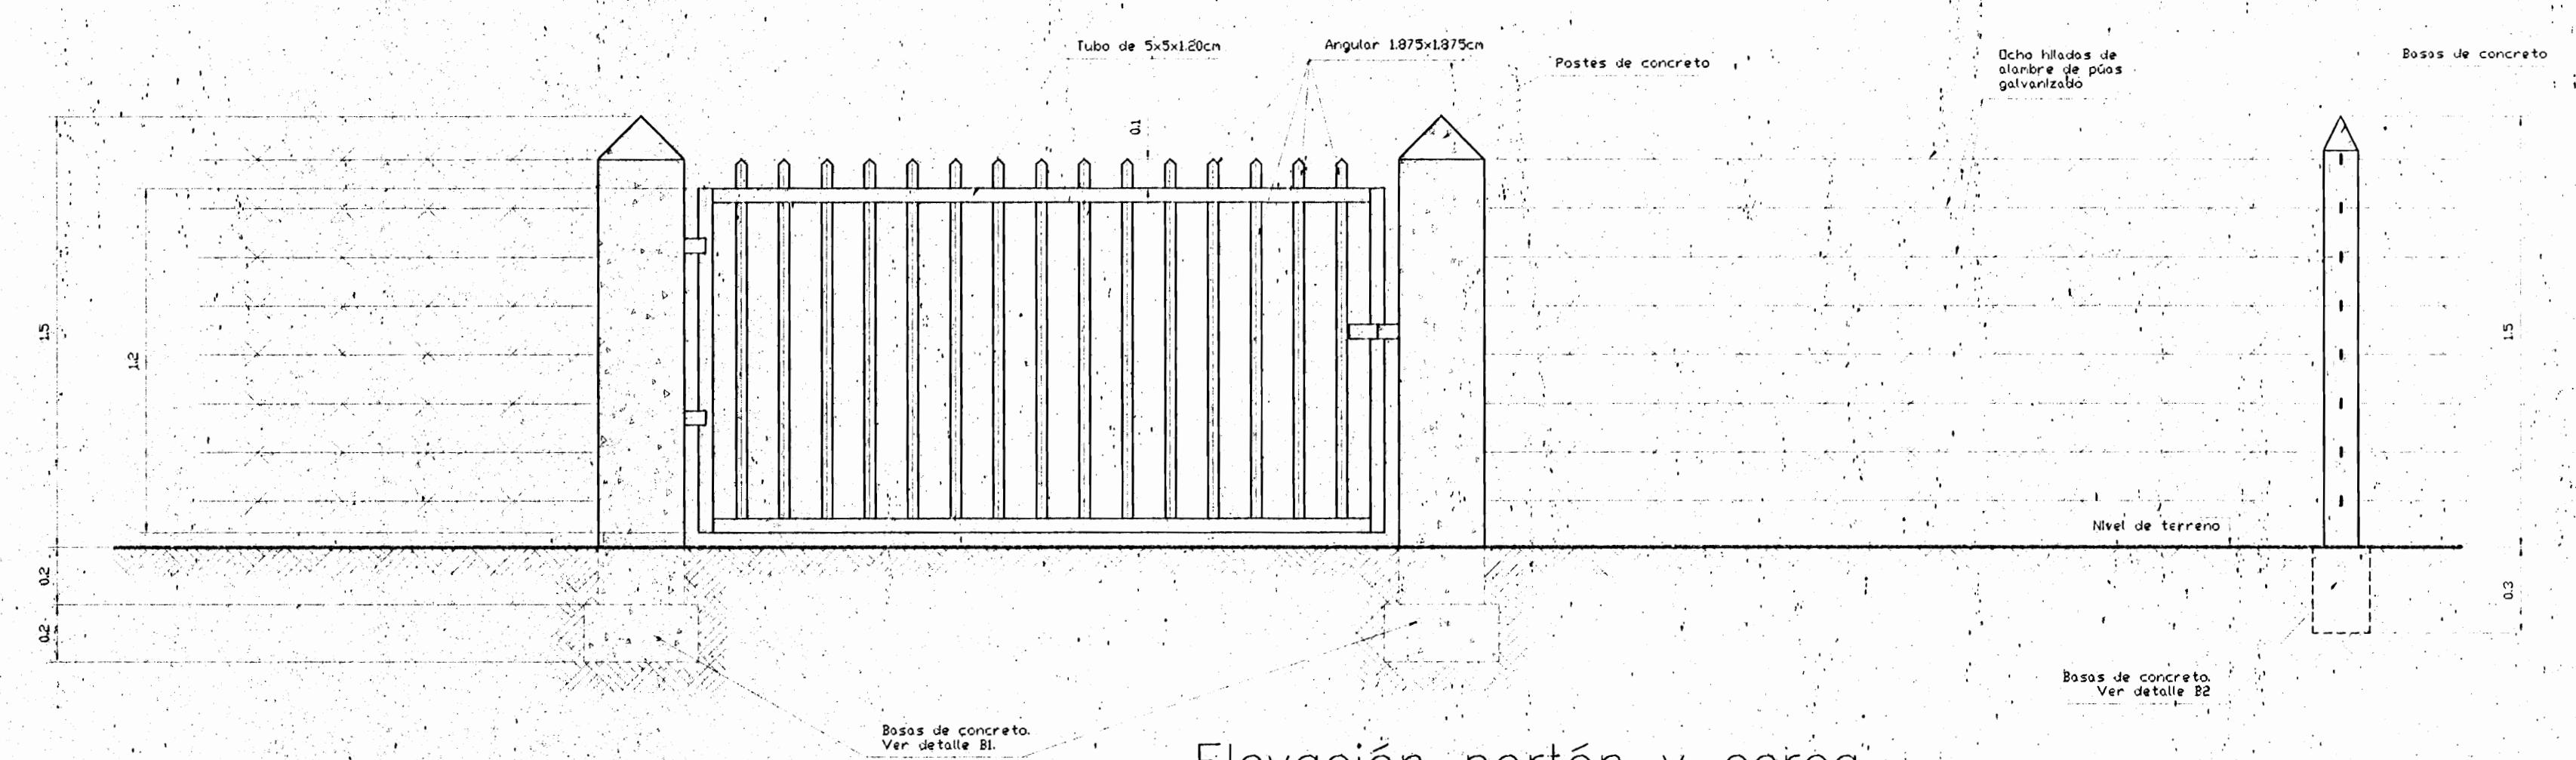 Tubo de 5x5x1.20cm
Angular 1.875x1.875cm
Postes de concreto
Ocho hiladas de
alambre de púas
galvanizado
Basas de concreto
0.1
1.5
1.2
1.5
Nivel de terreno
0.2
0.3
0.2
Basas de concreto.
Ver detalle B2
Basas de concreto.
Ver detalle B1.
Elevación portón y cerca